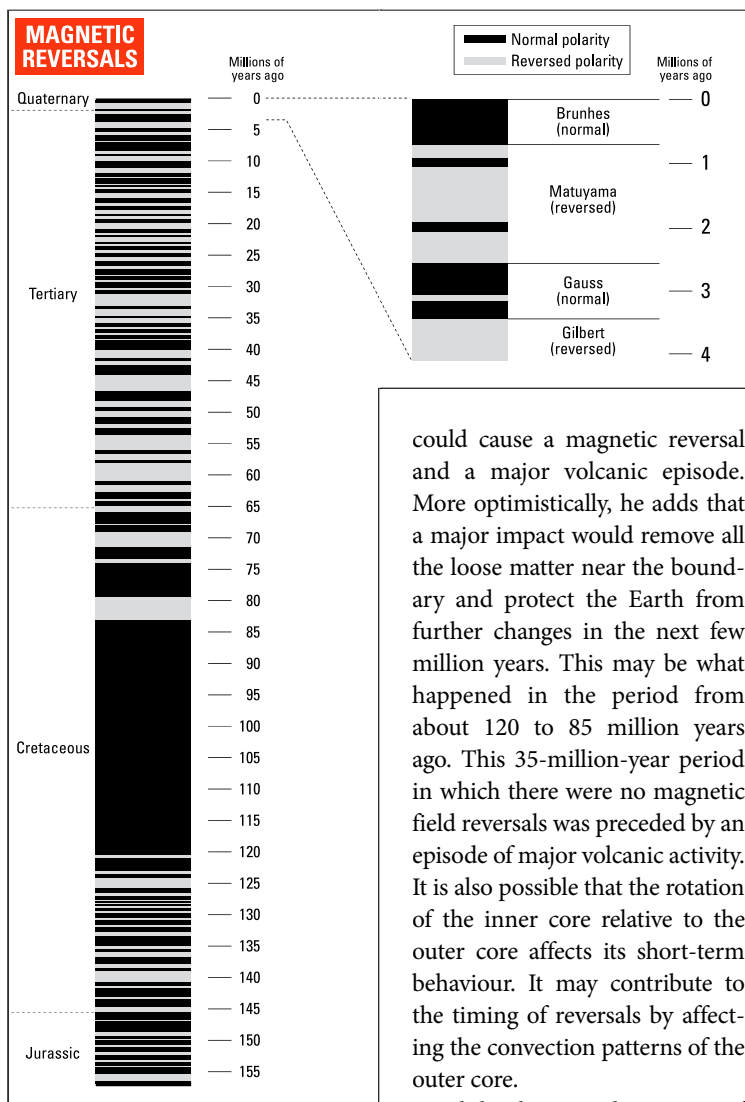 MAGNETIC
REVERSALS
Millions of
years ago
Quaternary
Tertiary
Cretaceous
Jurassic
0
5
10
15
20
25
30
35
40
45
50
55
60
65
70
75
80
85
90
95
100
105
110
115
120
125
130
135
140
145
150
155
Normal polarity
Reversed polarity
Millions of
years ago
Brunhes
(normal)
Matuyama
(reversed)
Gauss
(normal)
Gilbert
(reversed)
0
1
2
3
4
could cause a magnetic reversal
and a major volcanic episode.
More optimistically, he adds that
a major impact would remove all
the loose matter near the bound-
ary and protect the Earth from
further changes in the next few
million years. This may be what
happened in the period from
about 120 to 85 million years
ago. This 35-million-year period
in which there were no magnetic
field reversals was preceded by an
episode of major volcanic activity.
It is also possible that the rotation
of the inner core relative to the
outer core affects its short-term
behaviour. It may contribute to
the timing of reversals by affect-
ing the convection patterns of the
outer core.